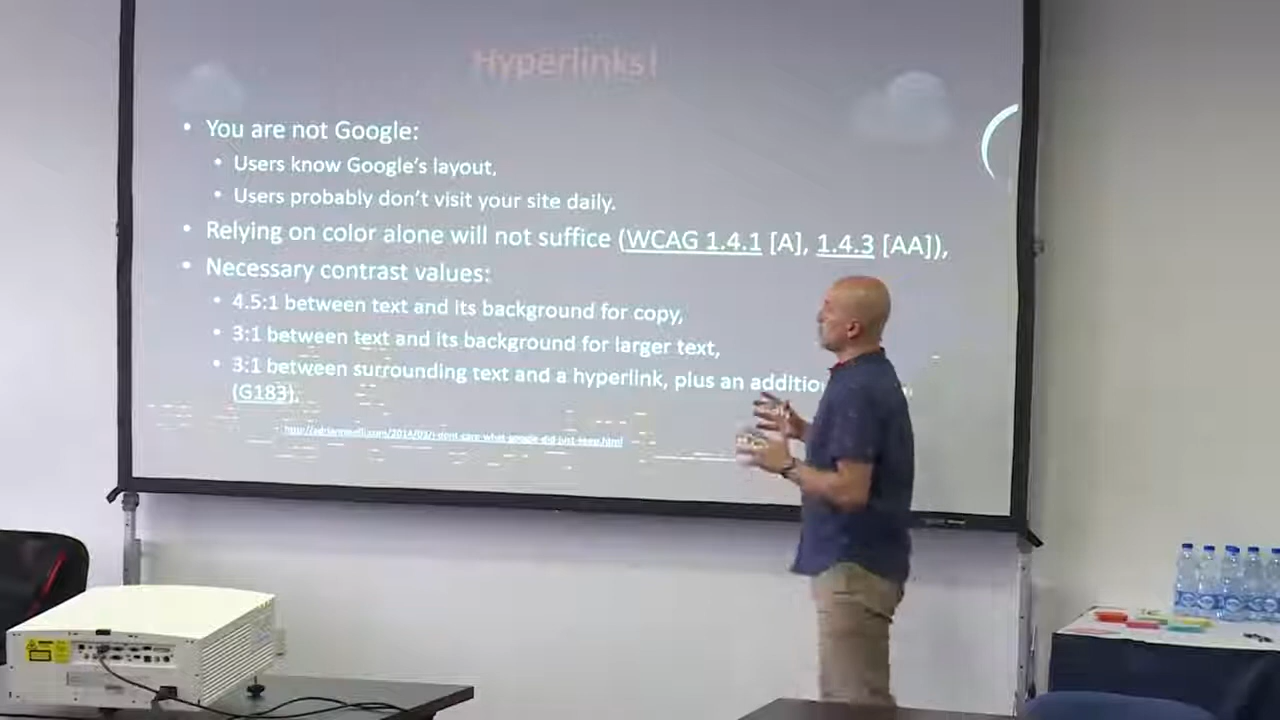 Hyperlinks!
• You are not Google:
• Users know Google's layout,
• Users probably don't visit your site daily.
• Relying on color alone will not suffice (WCAG 1.4.1 [A], 1.4.3 [AA]),
• Necessary contrast values:
• 4.5:1 between text and its background for copy,
• 3:1 between text and its background for larger text,
• 3:1 between surrounding text and a hyperlink, plus an
(G183).